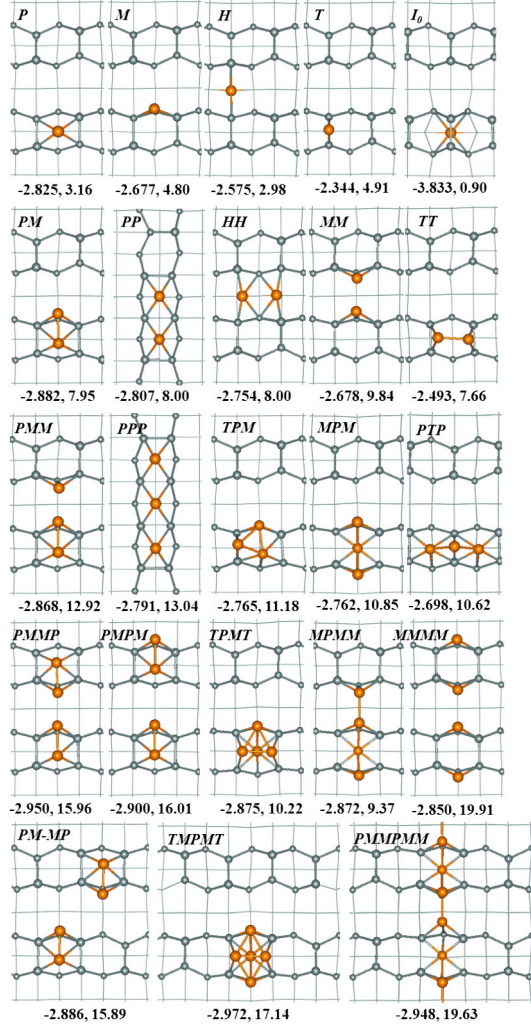 P M H T I₀
-2.825, 3.16 -2.677, 4.80 -2.575, 2.98 -2.344, 4.91 -3.833, 0.90
PM PP HH MM TT
-2.882, 7.95 -2.807, 8.00 -2.754, 8.00 -2.678, 9.84 -2.493, 7.66
PMM PPP TPM MPM PTP
-2.868, 12.92 -2.791, 13.04 -2.765, 11.18 -2.762, 10.85 -2.698, 10.62
PMMP PMPM TPMT MPMM MMMM
-2.950, 15.96 -2.900, 16.01 -2.875, 10.22 -2.872, 9.37 -2.850, 19.91
PM-MP TMPMT PMMPMM
-2.886, 15.89 -2.972, 17.14 -2.948, 19.63